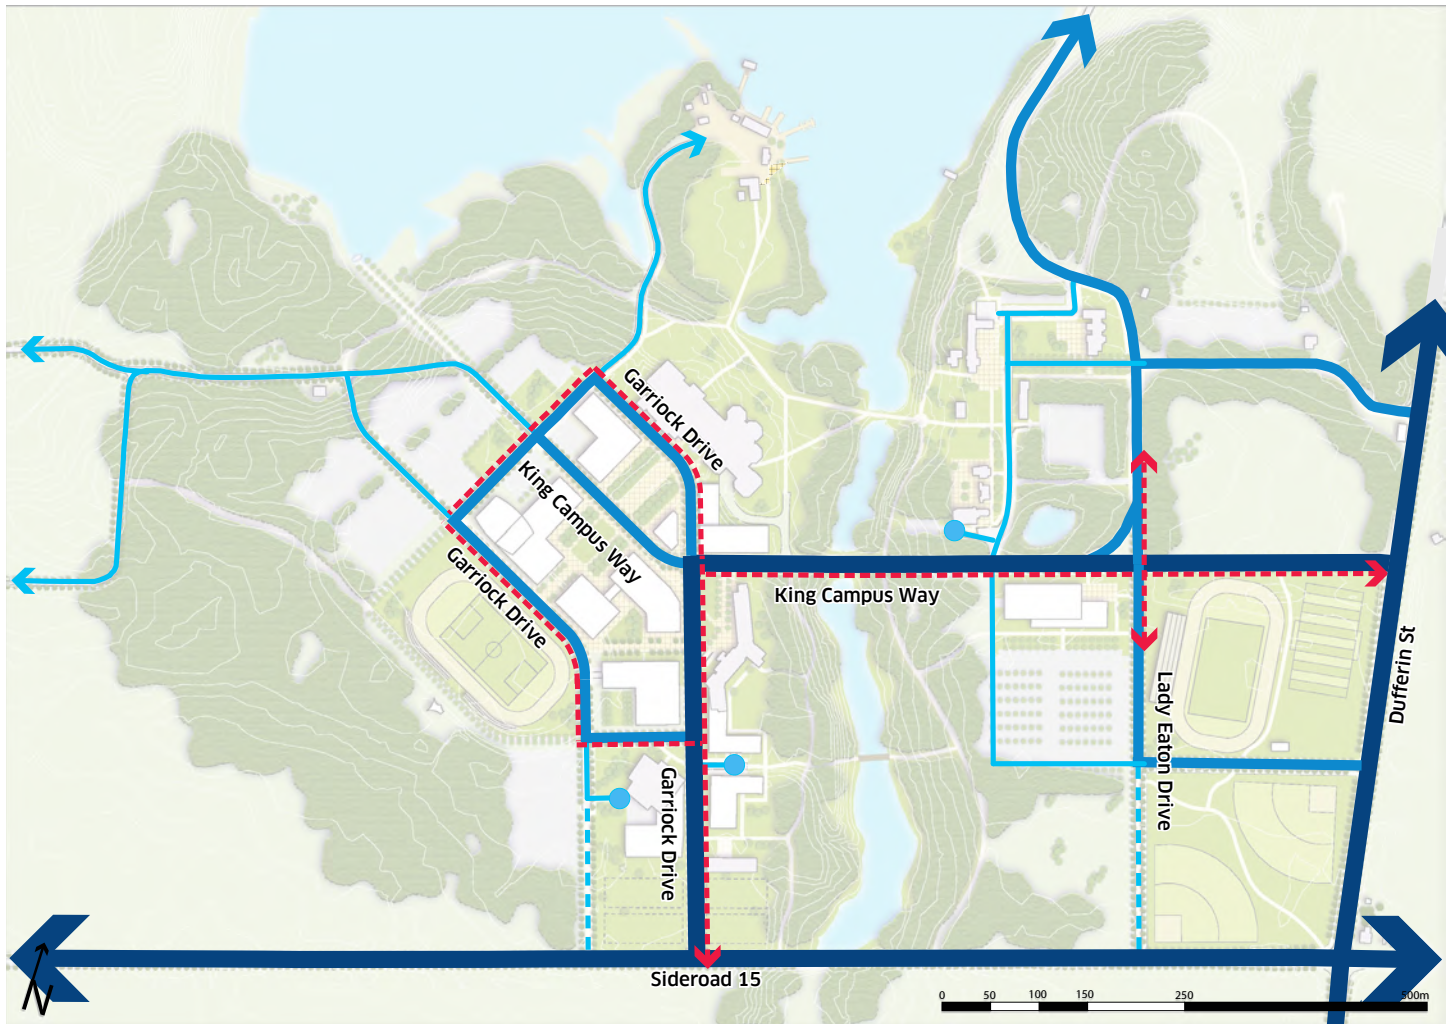 Garriock Drive
King Campus Way
Garriock Drive
King Campus Way
Dufferin St
Lady Eaton Drive
Garriock Drive
Sideroad 15
N
0 50 100 150 250 500m